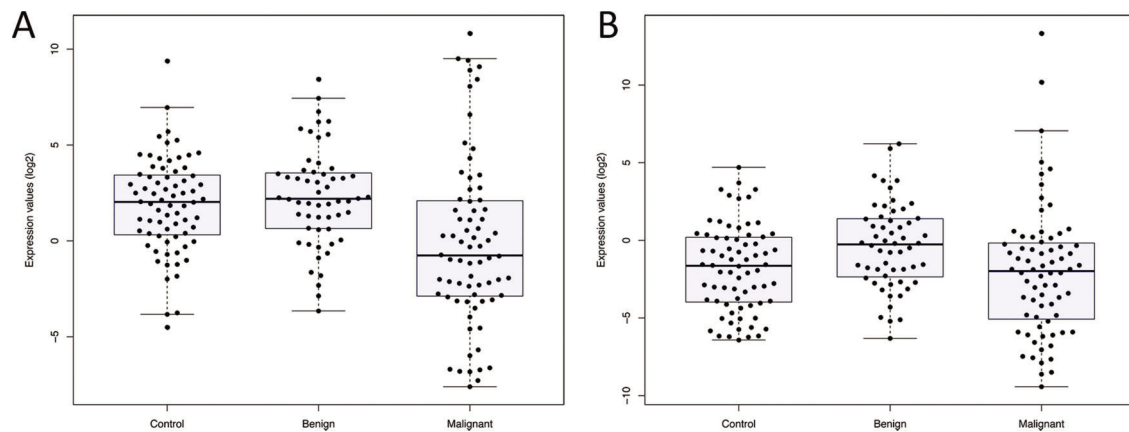 A
Expression values (log2)
10
5
0
−5
Control Benign Malignant
B
Expression values (log2)
10
5
0
−5
−10
Control Benign Malignant